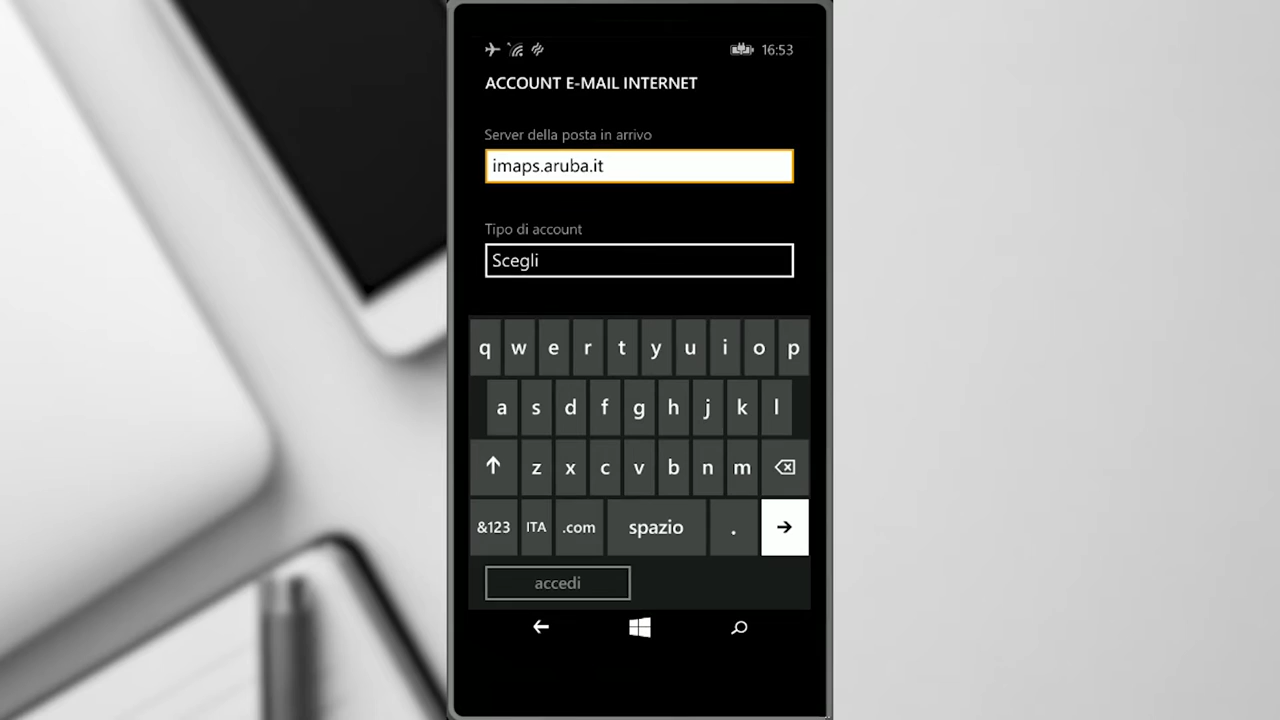 16:53
ACCOUNT E-MAIL INTERNET
Server della posta in arrivo
imaps.aruba.it
Tipo di account
Scegli
q w e r t y u i o p
a s d f g h j k l
z x c v b n m
&123 ITA .com spazio .
accedi